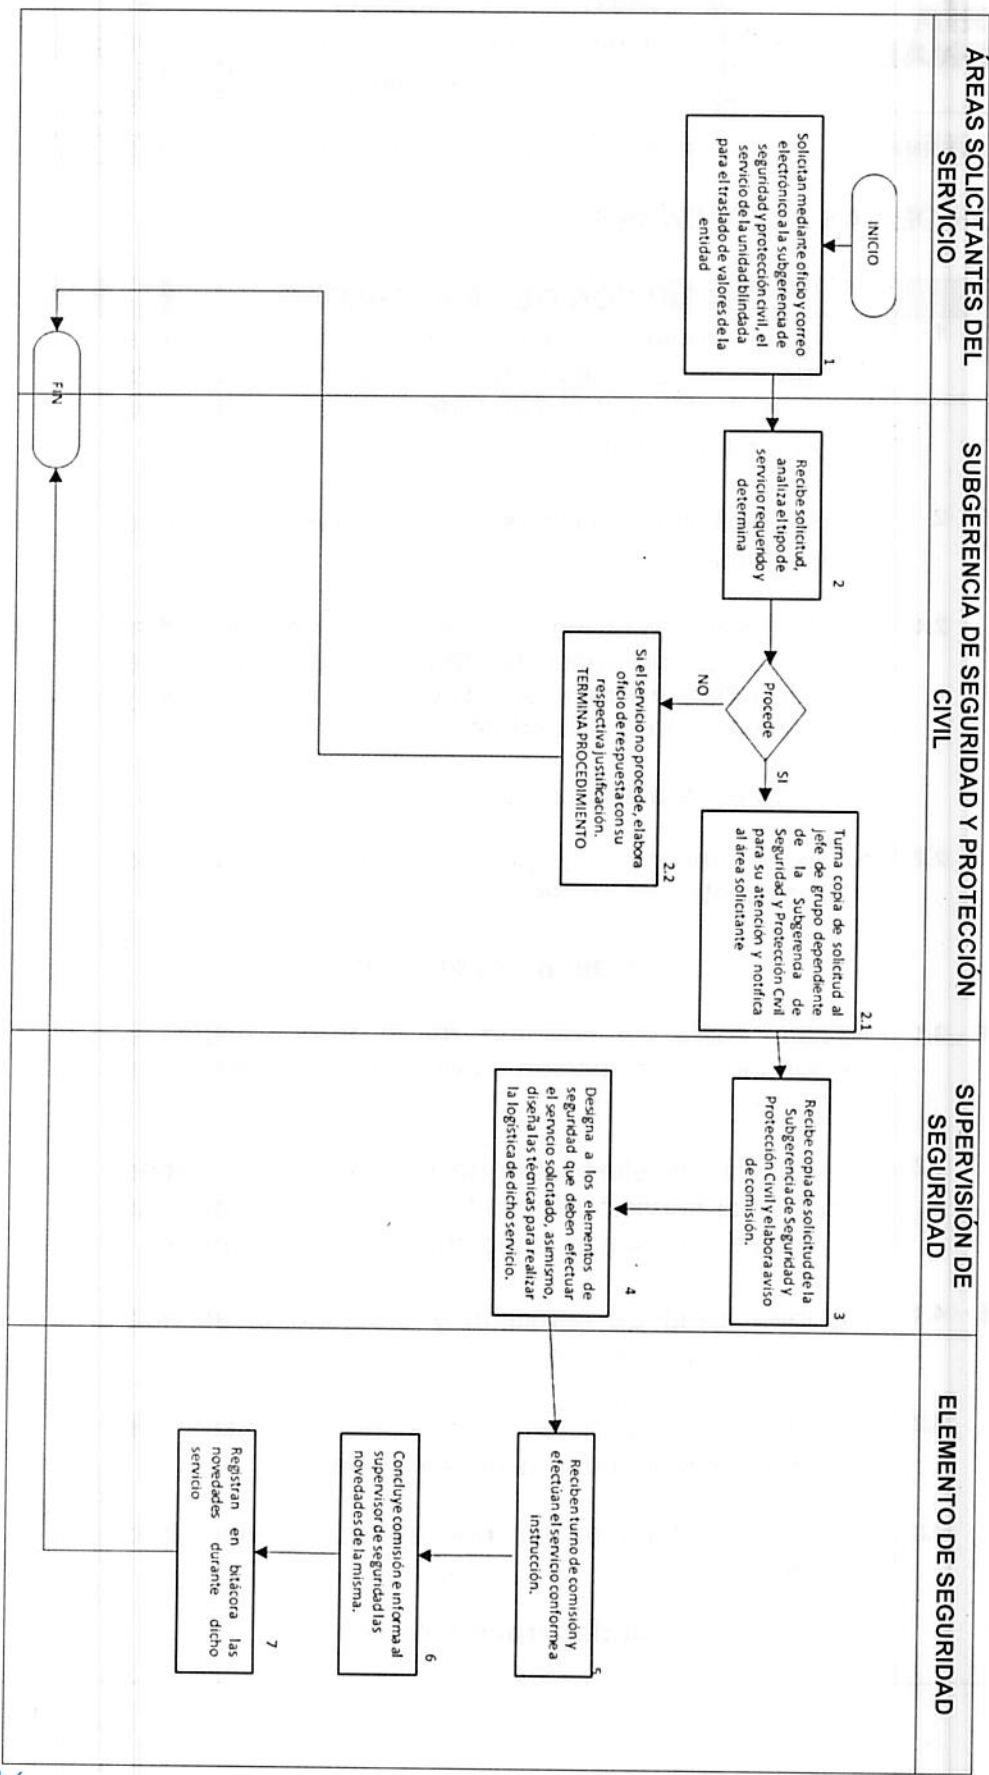 ÁREAS SOLICITANTES DEL
SERVICIO
INICIO
1
Solicitan mediante oficio y correo
electrónico a la subgerencia de
seguridad y protección civil, el
servicio de la unidad blindada
para el traslado de valores de la
entidad
FIN
SUBGERENCIA DE SEGURIDAD Y PROTECCIÓN
CIVIL
2
Recibe solicitud,
analiza el tipo de
servicio requerido y
determina
Procede
SI
NO
2.1
Turna copia de solicitud al
jefe de grupo dependiente
de la Subgerencia de
Seguridad y Protección Civil
para su atención y notifica
al área solicitante
2.2
Si el servicio no procede, elabora
oficio de respuesta con su
respectiva justificación.
TERMINA PROCEDIMIENTO
SUPERVISIÓN DE
SEGURIDAD
3
Recibe copia de solicitud de la
Subgerencia de Seguridad y
Protección Civil y elabora aviso
de comisión.
4
Designa a los elementos de
seguridad que deben efectuar
el servicio solicitado, asimismo,
diseña las técnicas para realizar
la logística de dicho servicio.
ELEMENTO DE SEGURIDAD
5
Reciben turno de comisión y
efectúan el servicio conforme a
instrucción.
6
Concluye comisión e informa al
supervisor de seguridad las
novedades de la misma.
7
Registran en bitácora las
novedades durante dicho
servicio